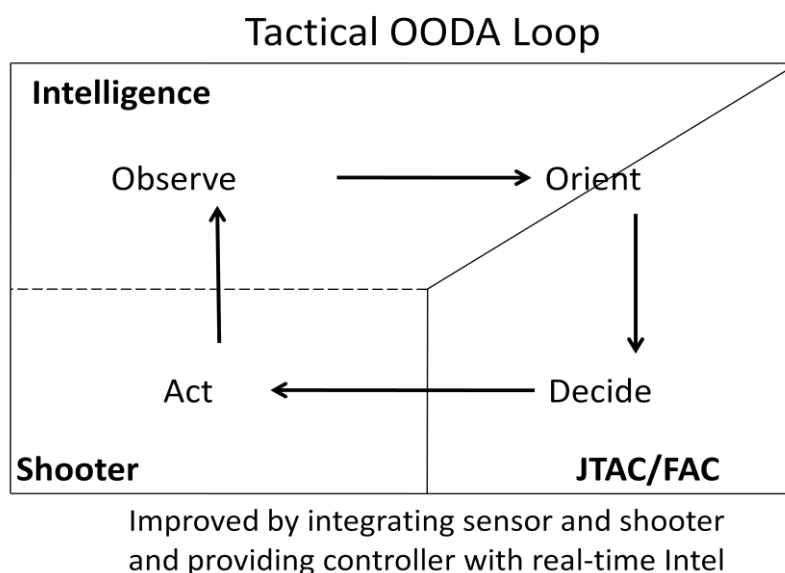 Tactical OODA Loop
Intelligence
Observe
Orient
Act
Decide
Shooter
JTAC/FAC
Improved by integrating sensor and shooter
and providing controller with real-time Intel